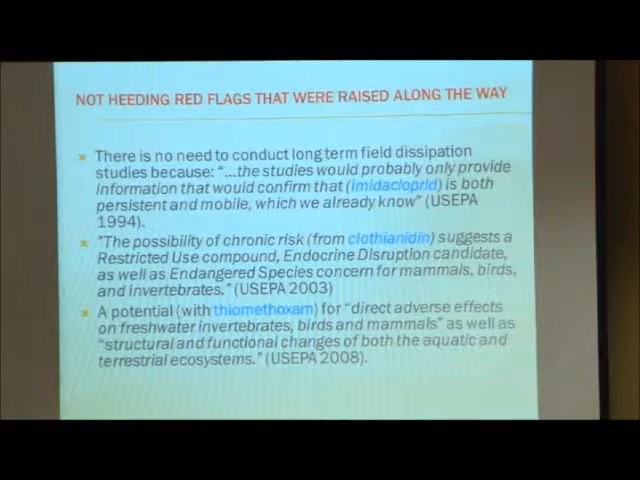 NOT HEEDING RED FLAGS THAT WERE RAISED ALONG THE WAY
There is no need to conduct long term field dissipation
studies because: "...the studies would probably only provide
information that would confirm that (imidacloprid) is both
persistent and mobile, which we already know" (USEPA
1994).
"The possibility of chronic risk (from clothianidin) suggests a
Restricted Use compound, Endocrine Disruption candidate,
as well as Endangered Species concern for mammals, birds,
and invertebrates." (USEPA 2003)
A potential (with thiomethoxam) for "direct adverse effects
on freshwater invertebrates, birds and mammals" as well as
"structural and functional changes of both the aquatic and
terrestrial ecosystems." (USEPA 2008).